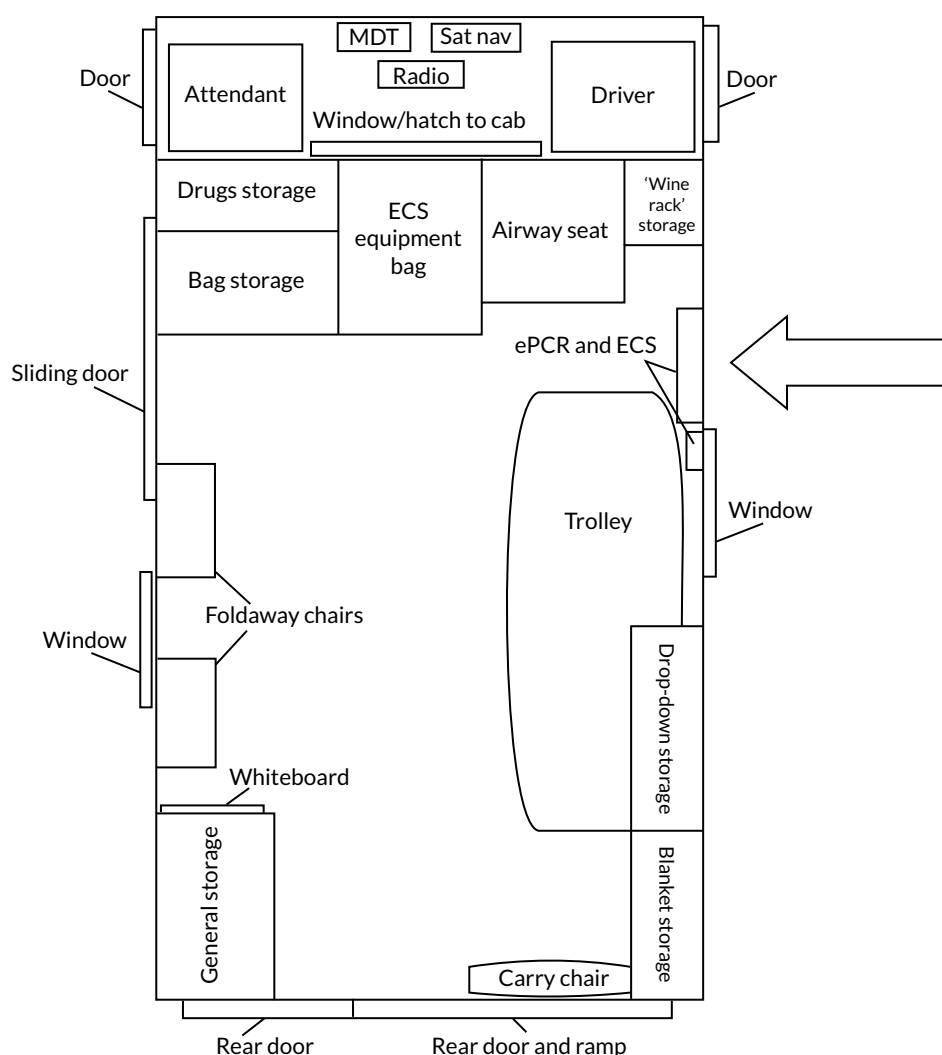 MDT
Sat nav
Door
Attendant
Radio
Driver
Door
Window/hatch to cab
Drugs storage
ECS
equipment
bag
Airway seat
‘Wine
rack’
storage
Bag storage
ePCR and ECS
Sliding door
Trolley
Window
Foldaway chairs
Window
Drop-down storage
Whiteboard
General storage
Blanket storage
Carry chair
Rear door
Rear door and ramp